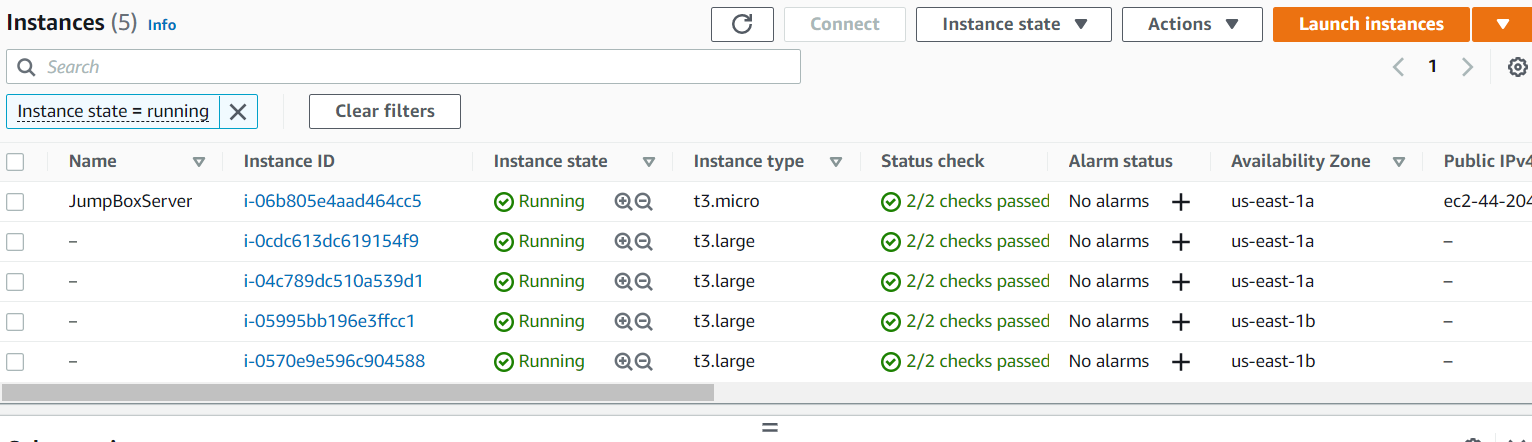 Instances (5) Info Connect Instance state Actions Launch instances
Search 1
Instance state = running Clear filters
Name Instance ID Instance state Instance type Status check Alarm status Availability Zone Public IPv4
JumpBoxServer i-06b805e4aad464cc5 Running t3.micro 2/2 checks passed No alarms + us-east-1a ec2-44-204
– i-0cdc613dc619154f9 Running t3.large 2/2 checks passed No alarms + us-east-1a –
– i-04c789dc510a539d1 Running t3.large 2/2 checks passed No alarms + us-east-1a –
– i-05995bb196e3ffcc1 Running t3.large 2/2 checks passed No alarms + us-east-1b –
– i-0570e9e596c904588 Running t3.large 2/2 checks passed No alarms + us-east-1b –